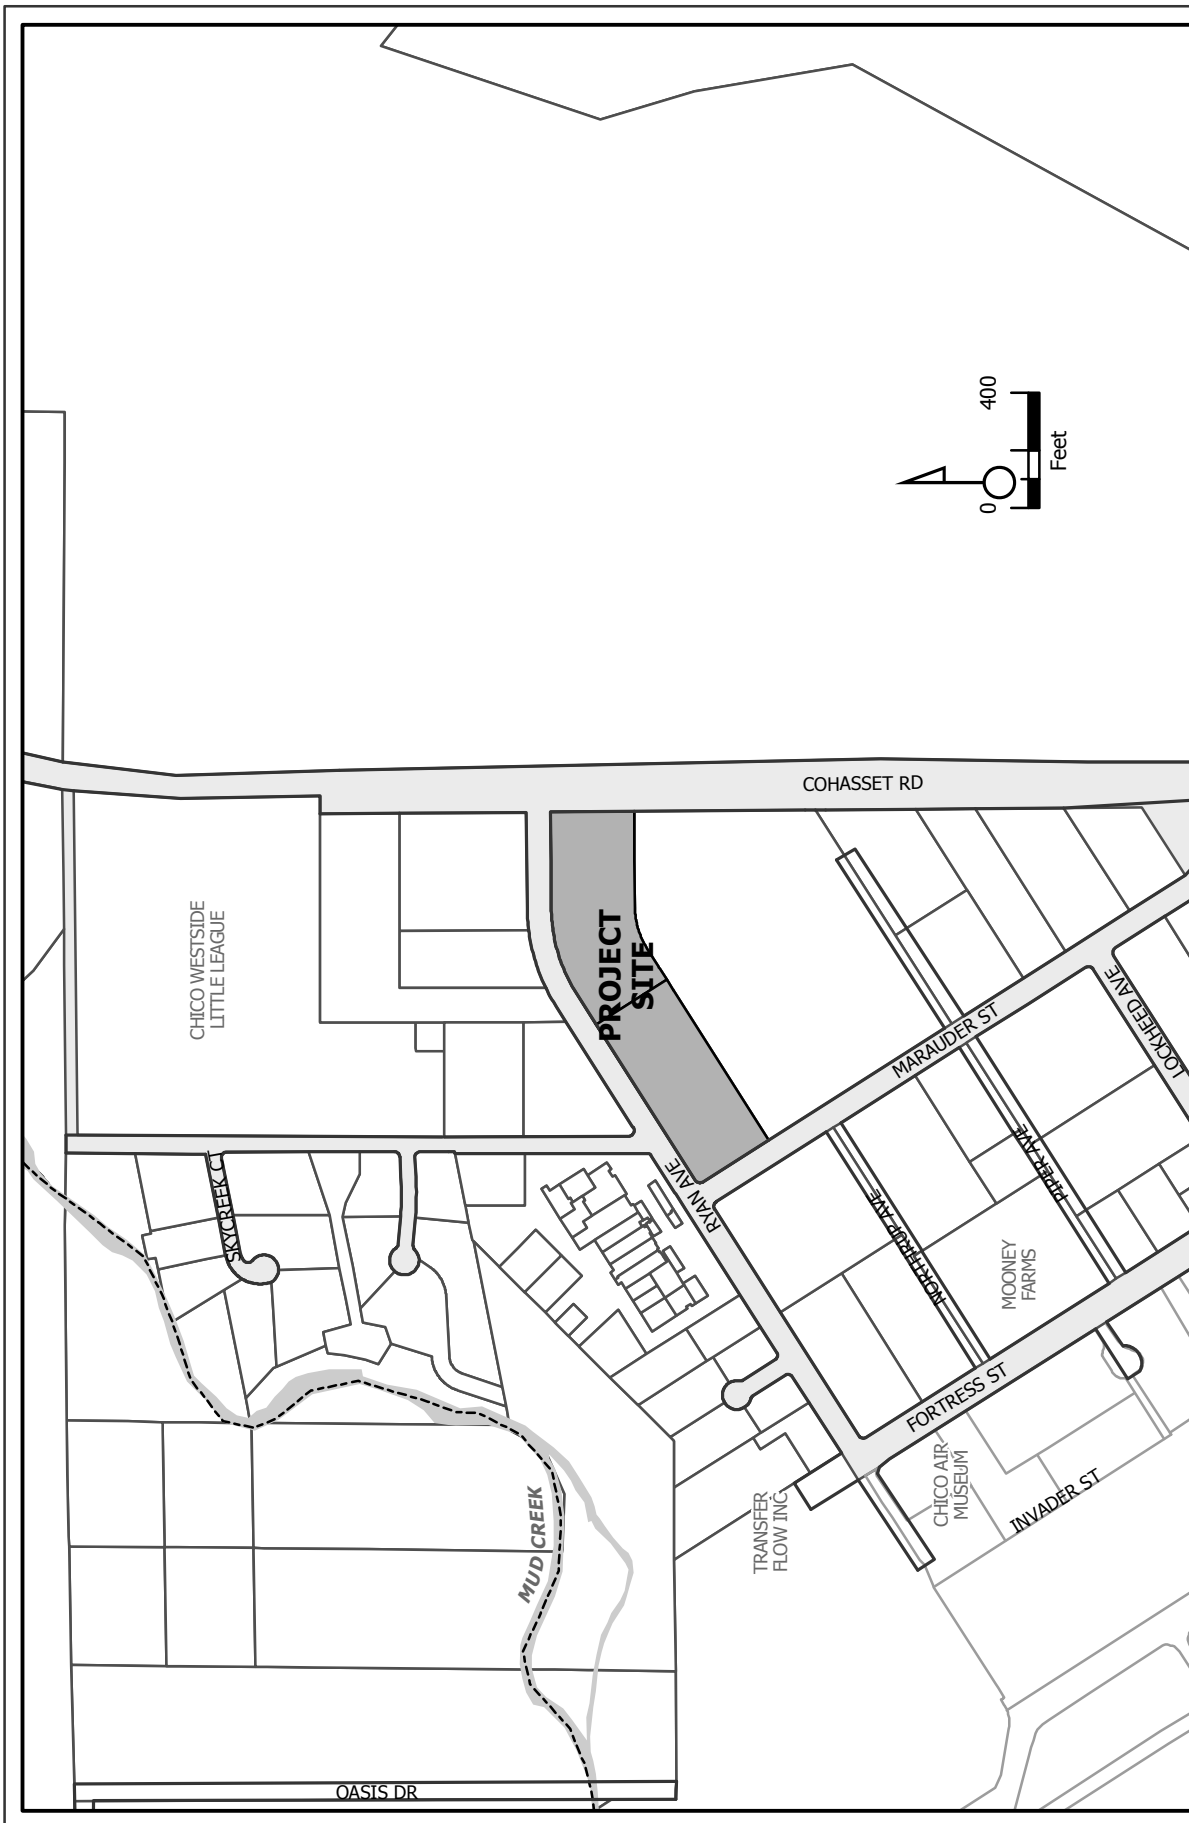 400
0
Feet
COHASSET RD
CHICO WESTSIDE
LITTLE LEAGUE
PROJECT
SITE
MARAUDER ST
LOCKHEED AVE
SKYCREEK CT
RYAN AVE
PIPER AVE
NORTHRUP AVE
MOONEY
FARMS
FORTRESS ST
CHICO AIR
MUSEUM
INVADER ST
MUD CREEK
TRANSFER
FLOW INC
OASIS DR